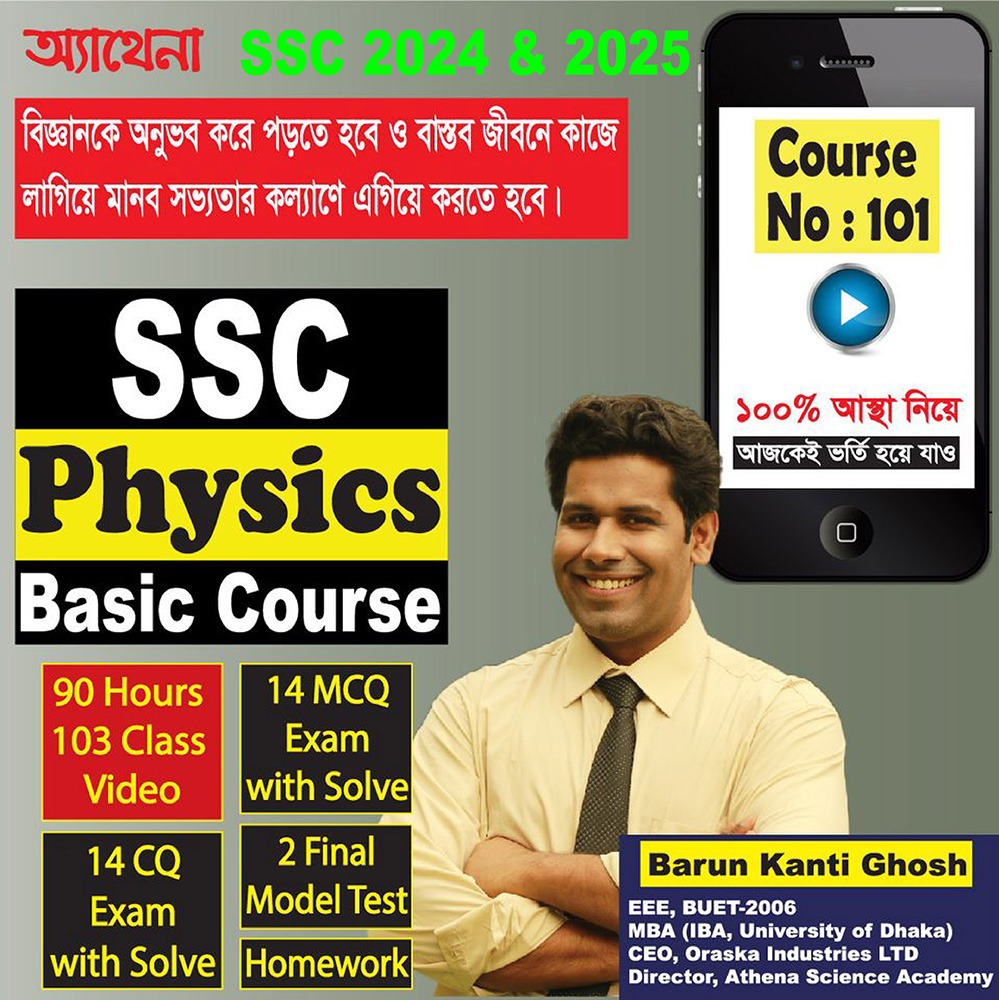 অ্যাথেনা SSC 2024 & 2025
বিজ্ঞানকে অনুভব করে পড়তে হবে ও বাস্তব জীবনে কাজে
লাগিয়ে মানব সভ্যতার কল্যাণে এগিয়ে করতে হবে।
Course
No : 101
১০০% আস্থা নিয়ে
আজকেই ভর্তি হয়ে যাও
SSC
Physics
Basic Course
90 Hours
103 Class
Video
14 MCQ
Exam
with Solve
14 CQ
Exam
with Solve
2 Final
Model Test
Homework
Barun Kanti Ghosh
EEE, BUET-2006
MBA (IBA, University of Dhaka)
CEO, Oraska Industries LTD
Director, Athena Science Academy